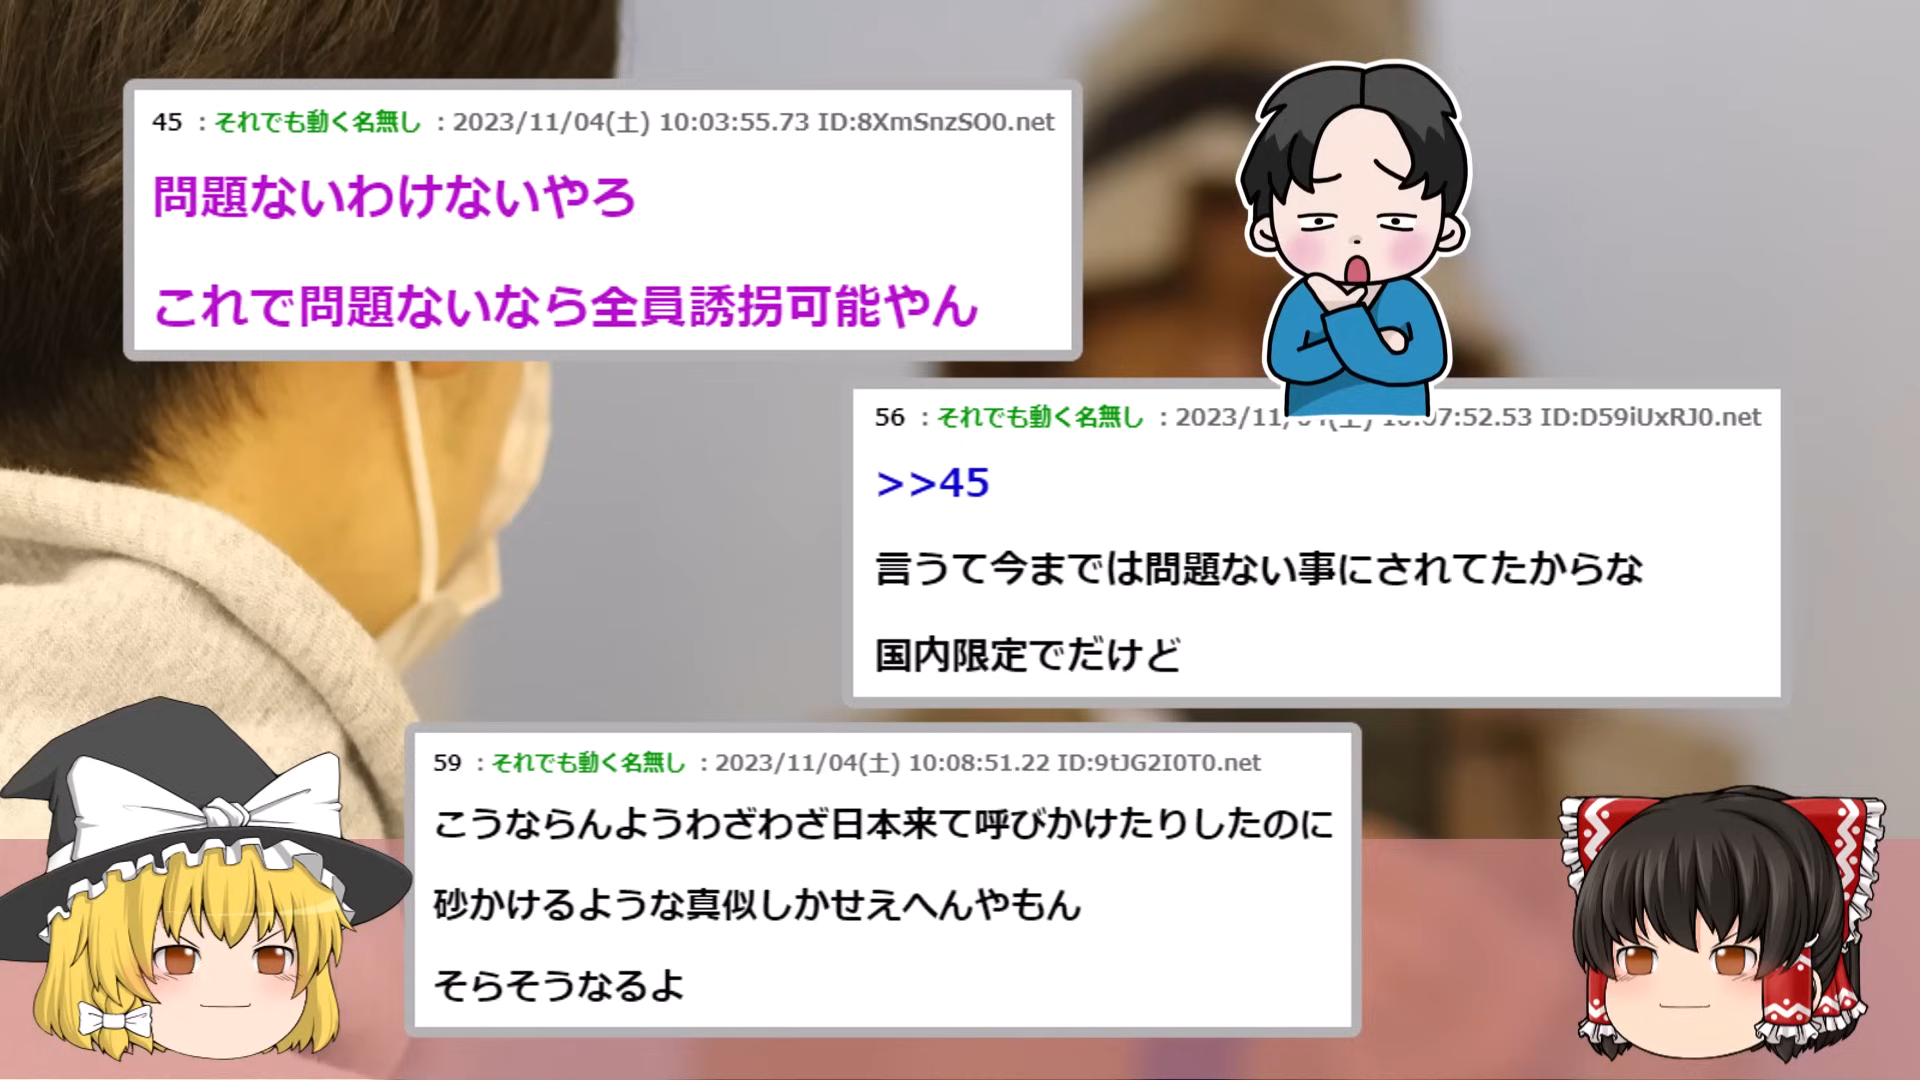 45 ：それでも動く名無し ：2023/11/04(土) 10:03:55.73 ID:8XmSnzSO0.net
問題ないわけないやろ
これで問題ないなら全員誘拐可能やん
56 ：それでも動く名無し ：2023/11/ 7:52.53 ID:D59iUxRJ0.net
>>45
言うて今までは問題ない事にされてたからな
国内限定でだけど
59 ：それでも動く名無し ：2023/11/04(土) 10:08:51.22 ID:9tJG2I0T0.net
こうならんようわざわざ日本来て呼びかけたりしたのに
砂かけるような真似しかせえへんやもん
そらそうなるよ